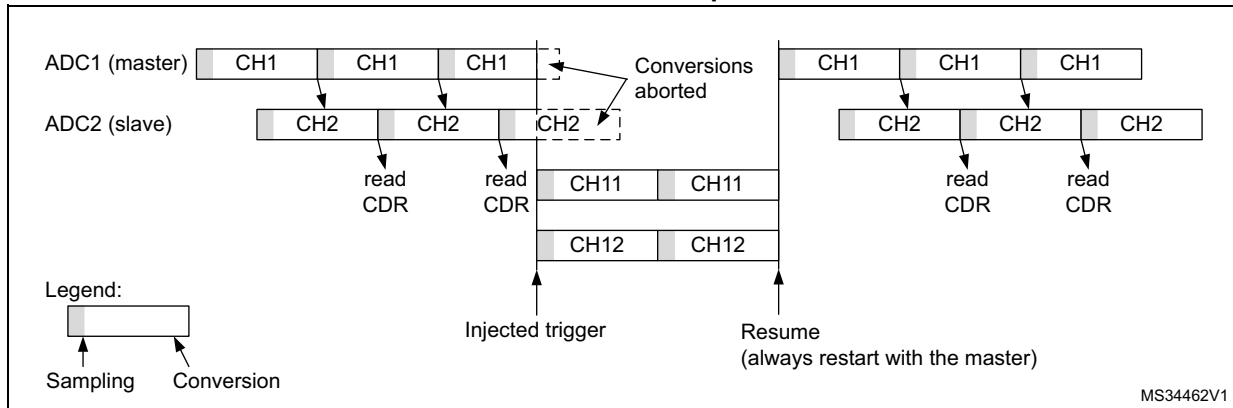 ADC1 (master) CH1 CH1 CH1 Conversions aborted CH1 CH1 CH1
ADC2 (slave) CH2 CH2 CH2 CH2 CH2 CH2
read CDR read CDR read CDR read CDR
CH11 CH11
CH12 CH12
Legend:
Sampling Conversion
Injected trigger
Resume
(always restart with the master)
MS34462V1